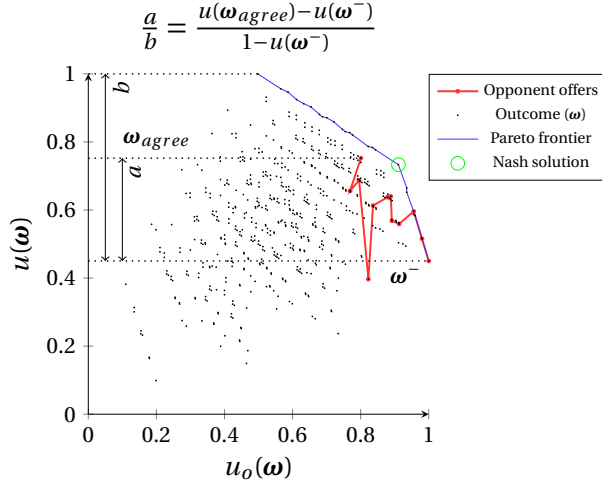 a/b = u(ω_agree)−u(ω⁻) / 1−u(ω⁻)
Opponent offers
Outcome (ω)
Pareto frontier
Nash solution
1
0.8
0.6
0.4
0.2
0
u(ω)
b
a
ω_agree
ω⁻
0
0.2
0.4
0.6
0.8
1
u_o(ω)